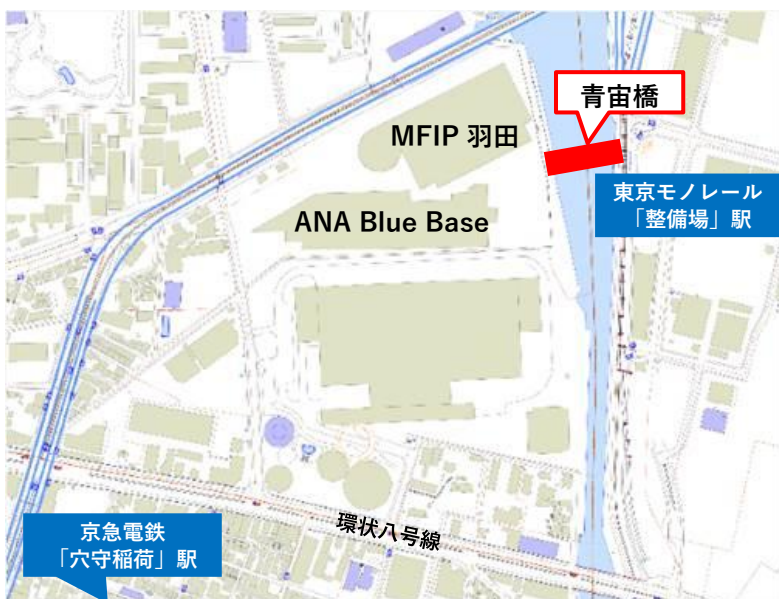 青宙橋
MFIP 羽田
東京モノレール
「整備場」駅
ANA Blue Base
環状八号線
京急電鉄
「穴守稲荷」駅